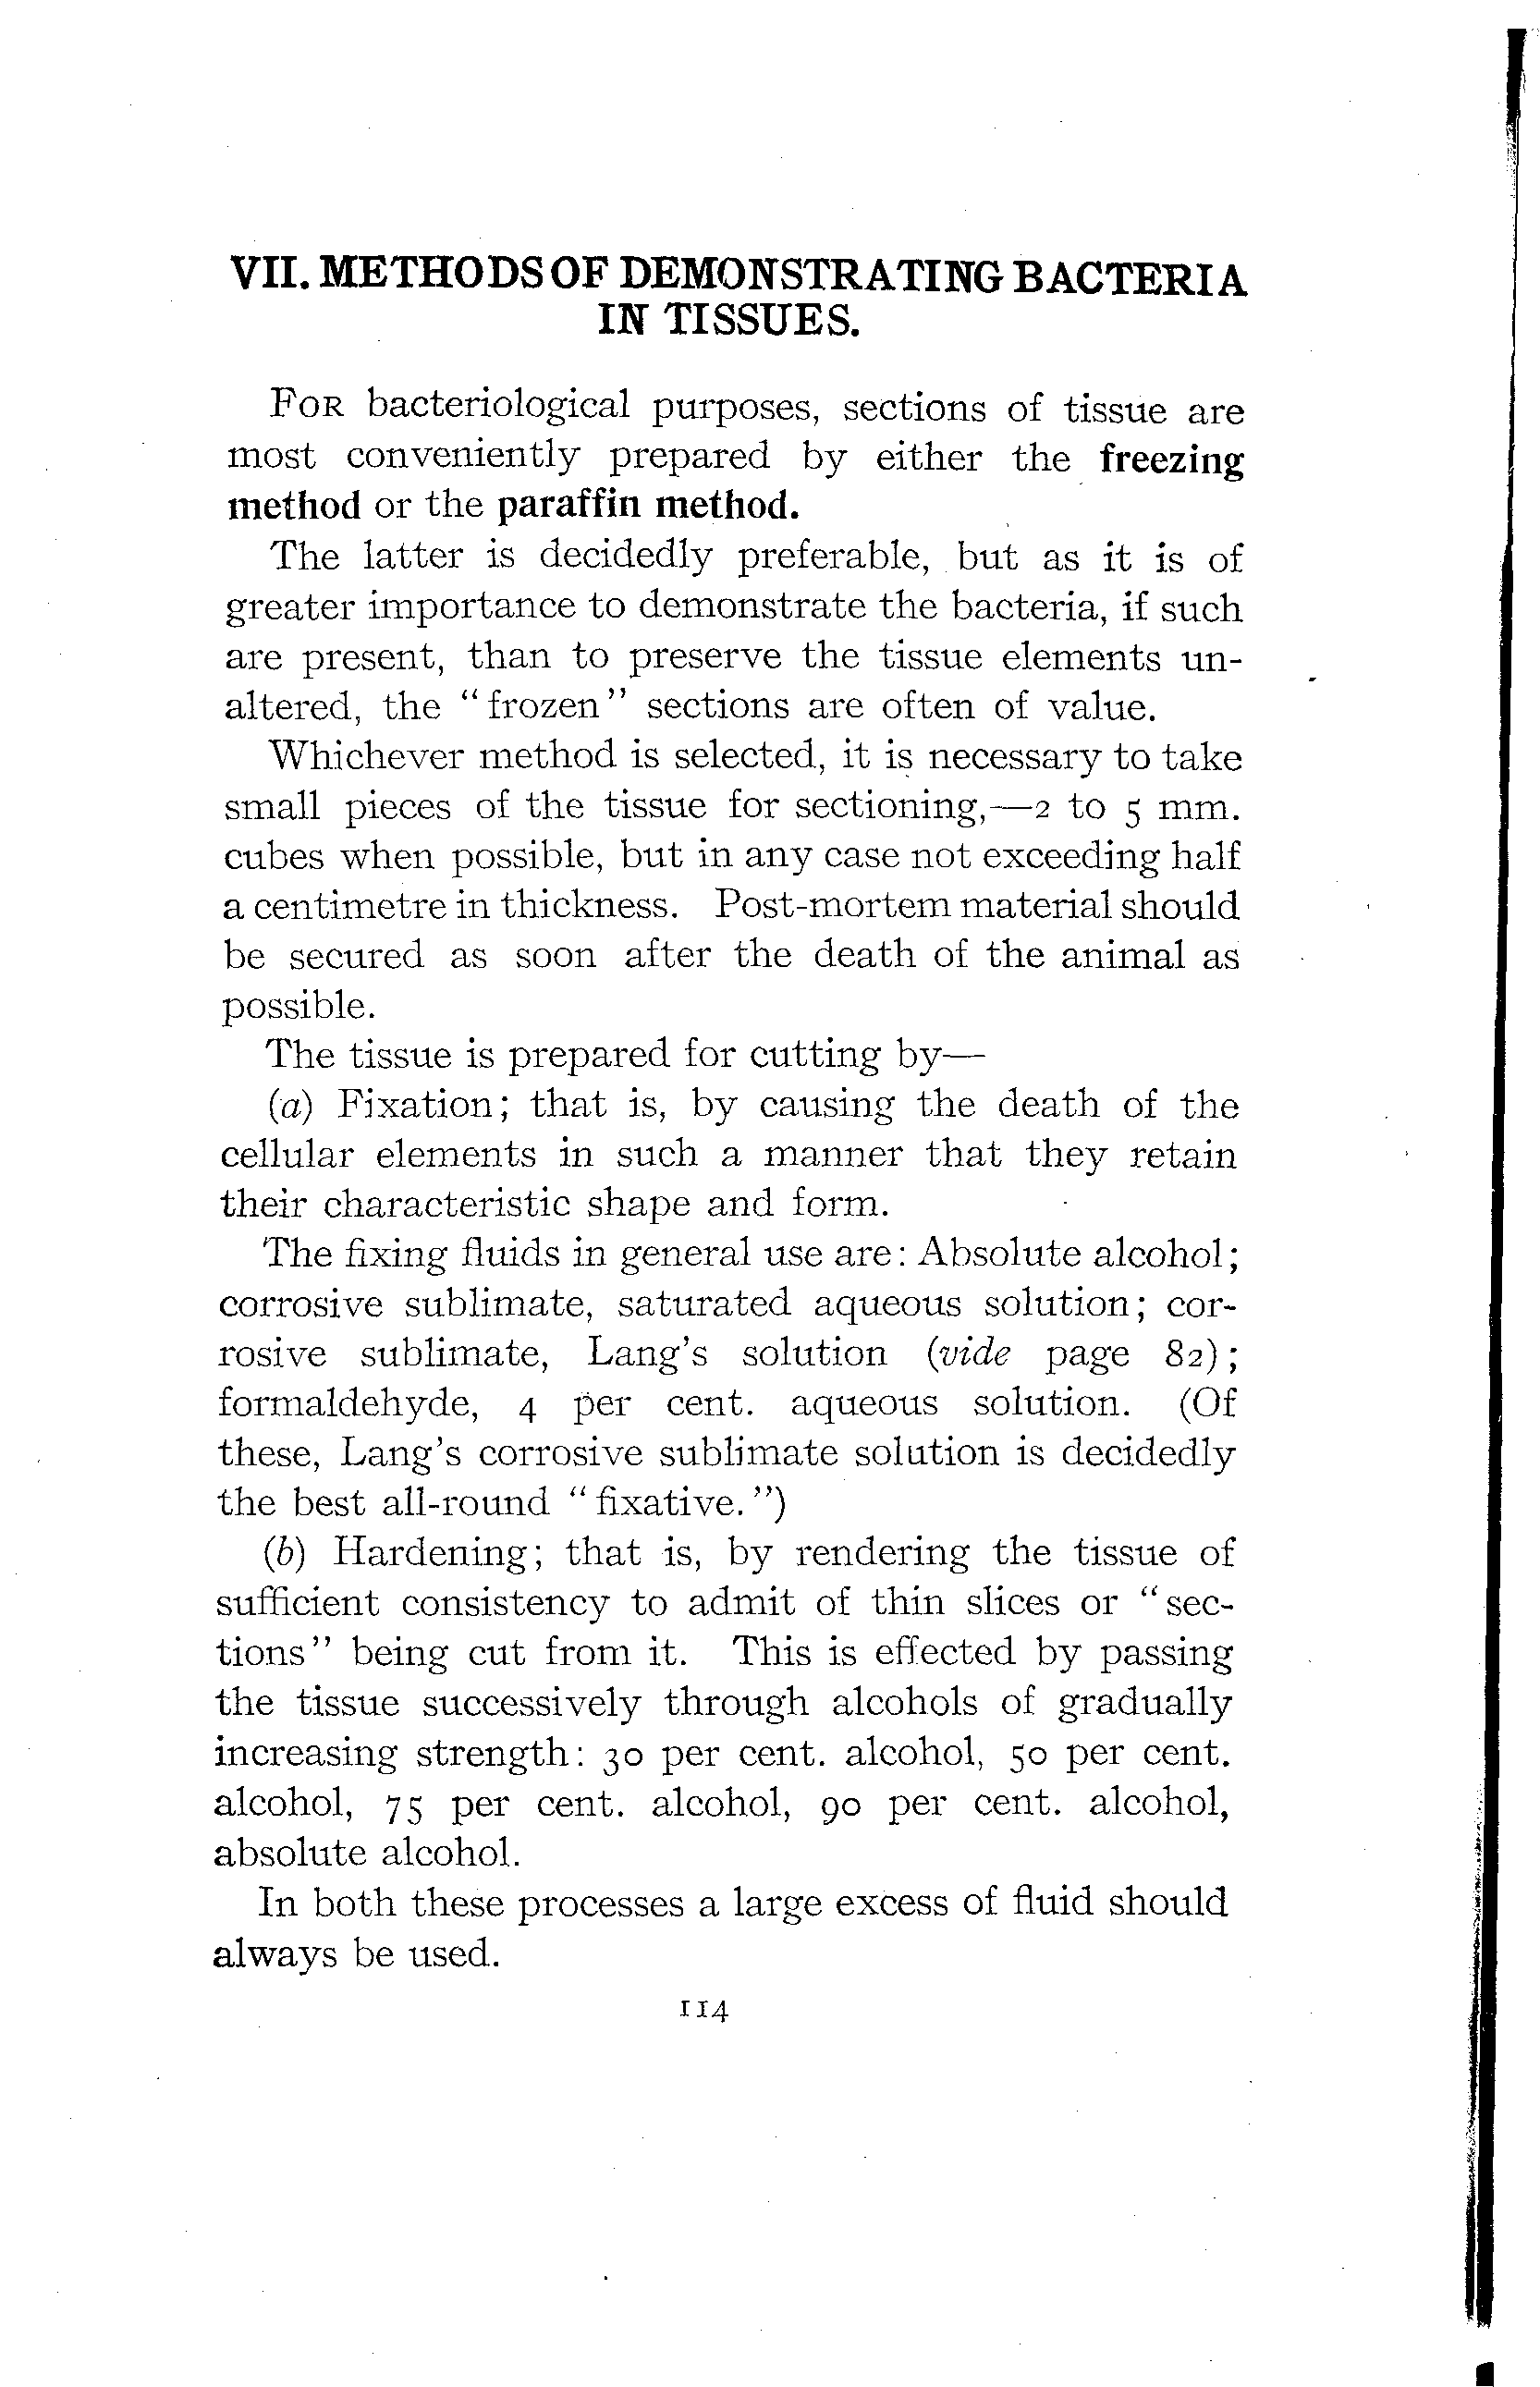 VII. METHODS OF DEMONSTRATING BACTERIA
IN TISSUES.
FOR bacteriological purposes, sections of tissue are
most conveniently prepared by either the freezing
method or the paraffin method.
The latter is decidedly preferable, but as it is of
greater importance to demonstrate the bacteria, if such
are present, than to preserve the tissue elements un-
altered, the "frozen" sections are often of value.
Whichever method is selected, it is necessary to take
small pieces of the tissue for sectioning,—2 to 5 mm.
cubes when possible, but in any case not exceeding half
a centimetre in thickness. Post-mortem material should
be secured as soon after the death of the animal as
possible.
The tissue is prepared for cutting by—
(a) Fixation; that is, by causing the death of the
cellular elements in such a manner that they retain
their characteristic shape and form.
The fixing fluids in general use are: Absolute alcohol;
corrosive sublimate, saturated aqueous solution; cor-
rosive sublimate, Lang's solution (vide page 82);
formaldehyde, 4 per cent. aqueous solution. (Of
these, Lang's corrosive sublimate solution is decidedly
the best all-round "fixative.")
(b) Hardening; that is, by rendering the tissue of
sufficient consistency to admit of thin slices or "sec-
tions" being cut from it. This is effected by passing
the tissue successively through alcohols of gradually
increasing strength: 30 per cent. alcohol, 50 per cent.
alcohol, 75 per cent. alcohol, 90 per cent. alcohol,
absolute alcohol.
In both these processes a large excess of fluid should
always be used.
114